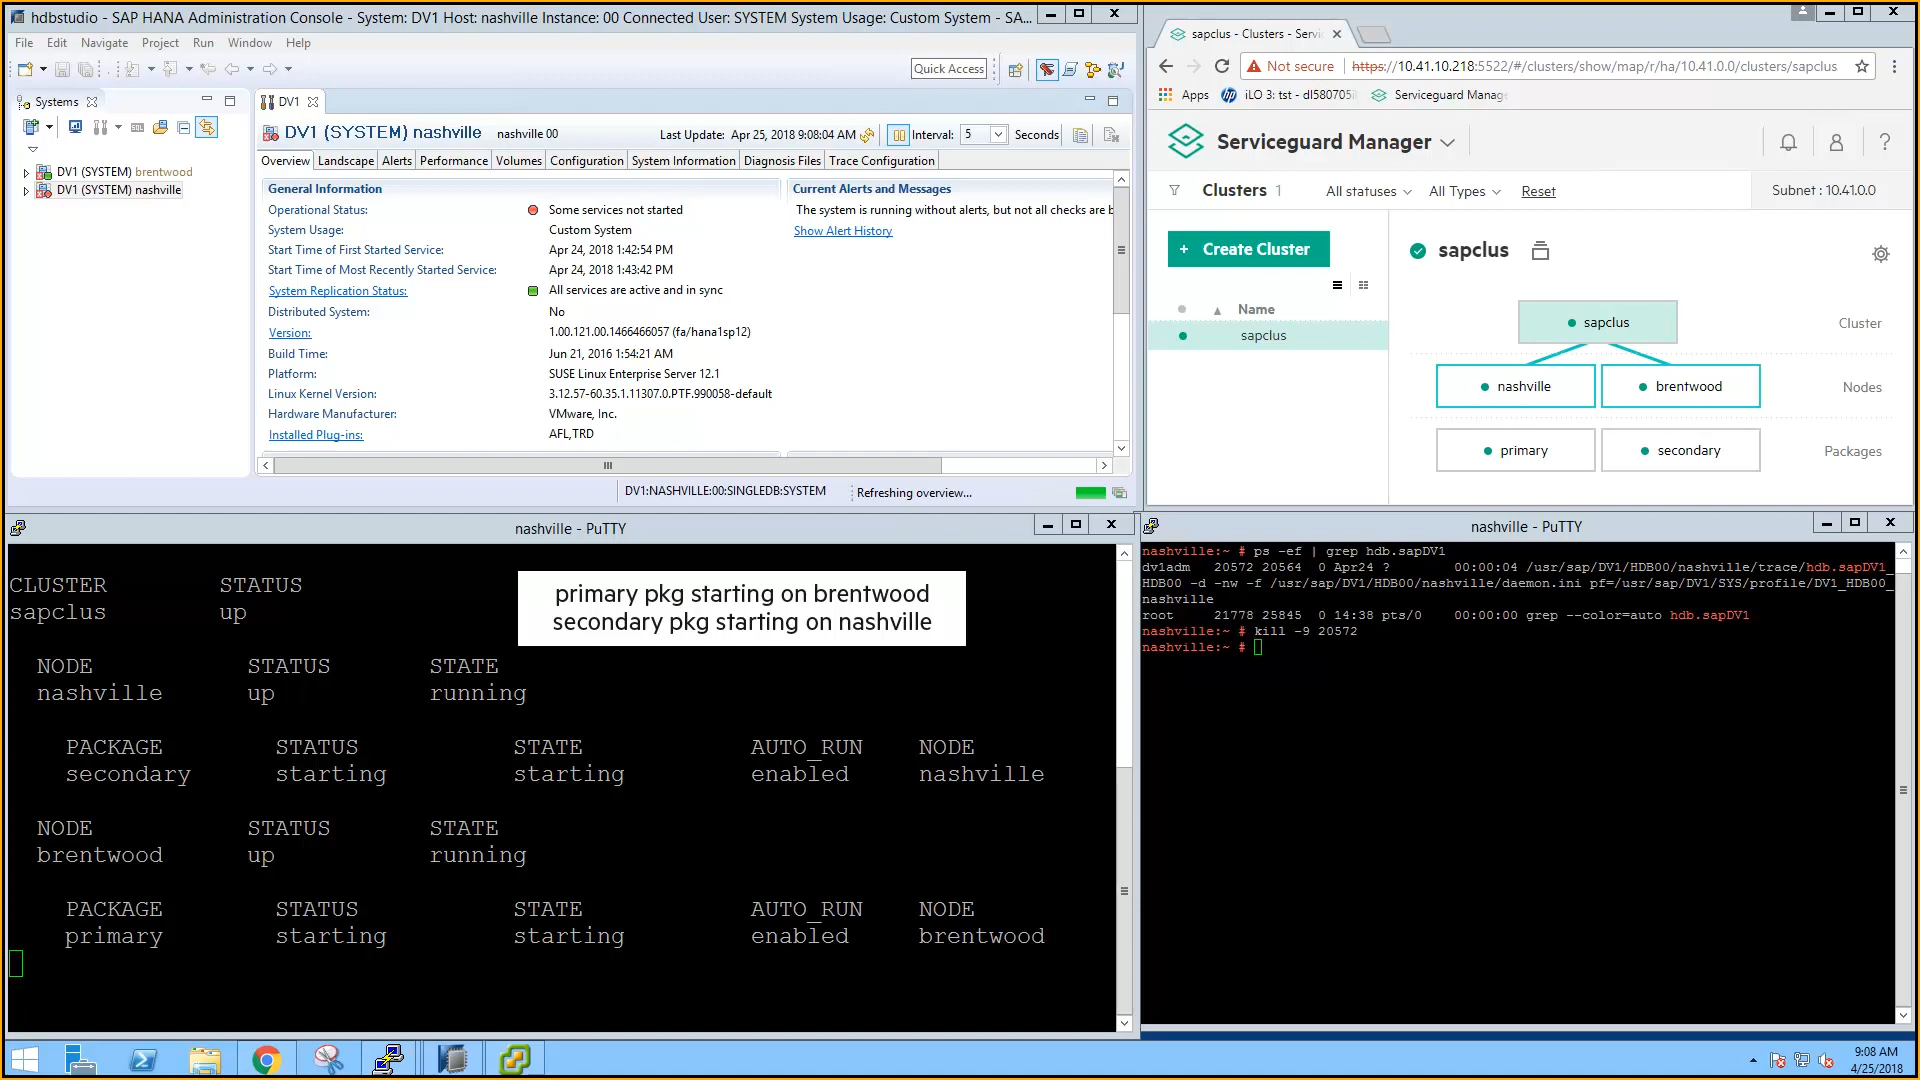 hdbstudio - SAP HANA Administration Console - System: DV1 Host: nashville Instance: 00 Connected User: SYSTEM System Usage: Custom System - SA...
File Edit Navigate Project Run Window Help
Quick Access
Systems
DV1 (SYSTEM) brentwood
DV1 (SYSTEM) nashville
DV1
DV1 (SYSTEM) nashville nashville 00 Last Update: Apr 25, 2018 9:08:04 AM Interval: 5 Seconds
Overview Landscape Alerts Performance Volumes Configuration System Information Diagnosis Files Trace Configuration
General Information
Operational Status: Some services not started
System Usage: Custom System
Start Time of First Started Service: Apr 24, 2018 1:42:54 PM
Start Time of Most Recently Started Service: Apr 24, 2018 1:43:42 PM
System Replication Status: All services are active and in sync
Distributed System: No
Version: 1.00.121.00.1466466057 (fa/hana1sp12)
Build Time: Jun 21, 2016 1:54:21 AM
Platform: SUSE Linux Enterprise Server 12.1
Linux Kernel Version: 3.12.57-60.35.1.11307.0.PTF.990058-default
Hardware Manufacturer: VMware, Inc.
Installed Plug-ins: AFL,TRD
Current Alerts and Messages
The system is running without alerts, but not all checks are b
Show Alert History
DV1:NASHVILLE:00:SINGLEDB:SYSTEM Refreshing overview...
sapclus - Clusters - Servi
Not secure https://10.41.10.218:5522/#/clusters/show/map/r/ha/10.41.0.0/clusters/sapclus
Apps iLO 3: tst - dl580705i Serviceguard Manag
Serviceguard Manager
Clusters 1 All statuses All Types Reset Subnet : 10.41.0.0
+ Create Cluster
Name
sapclus
sapclus
sapclus Cluster
nashville brentwood Nodes
primary secondary Packages
nashville - PuTTY
CLUSTER STATUS
sapclus up
primary pkg starting on brentwood
secondary pkg starting on nashville
NODE STATUS STATE
nashville up running
PACKAGE STATUS STATE AUTO_RUN NODE
secondary starting starting enabled nashville
NODE STATUS STATE
brentwood up running
PACKAGE STATUS STATE AUTO_RUN NODE
primary starting starting enabled brentwood
nashville - PuTTY
nashville:~ # ps -ef | grep hdb.sapDV1
dv1adm 20572 20564 0 Apr24 ? 00:00:04 /usr/sap/DV1/HDB00/nashville/trace/hdb.sapDV1_
HDB00 -d -nw -f /usr/sap/DV1/HDB00/nashville/daemon.ini pf=/usr/sap/DV1/SYS/profile/DV1_HDB00_
nashville
root 21778 25845 0 14:38 pts/0 00:00:00 grep --color=auto hdb.sapDV1
nashville:~ # kill -9 20572
nashville:~ #
9:08 AM
4/25/2018